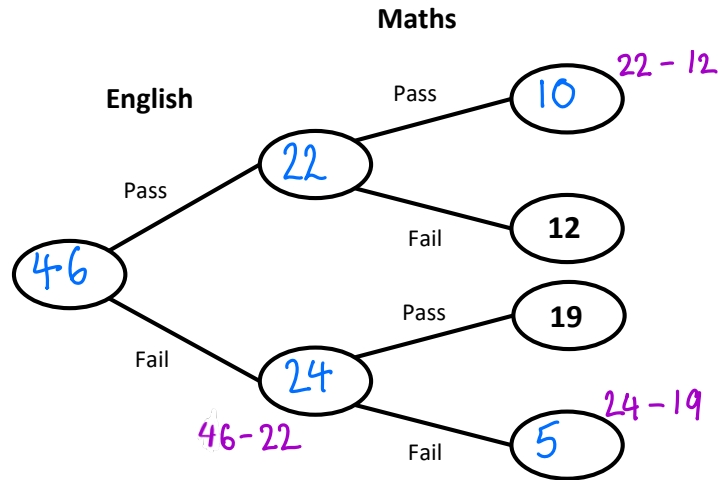 Maths
English
Pass
10
22 - 12
22
Pass
Fail
12
46
Pass
19
Fail
24
46 - 22
24 - 19
5
Fail